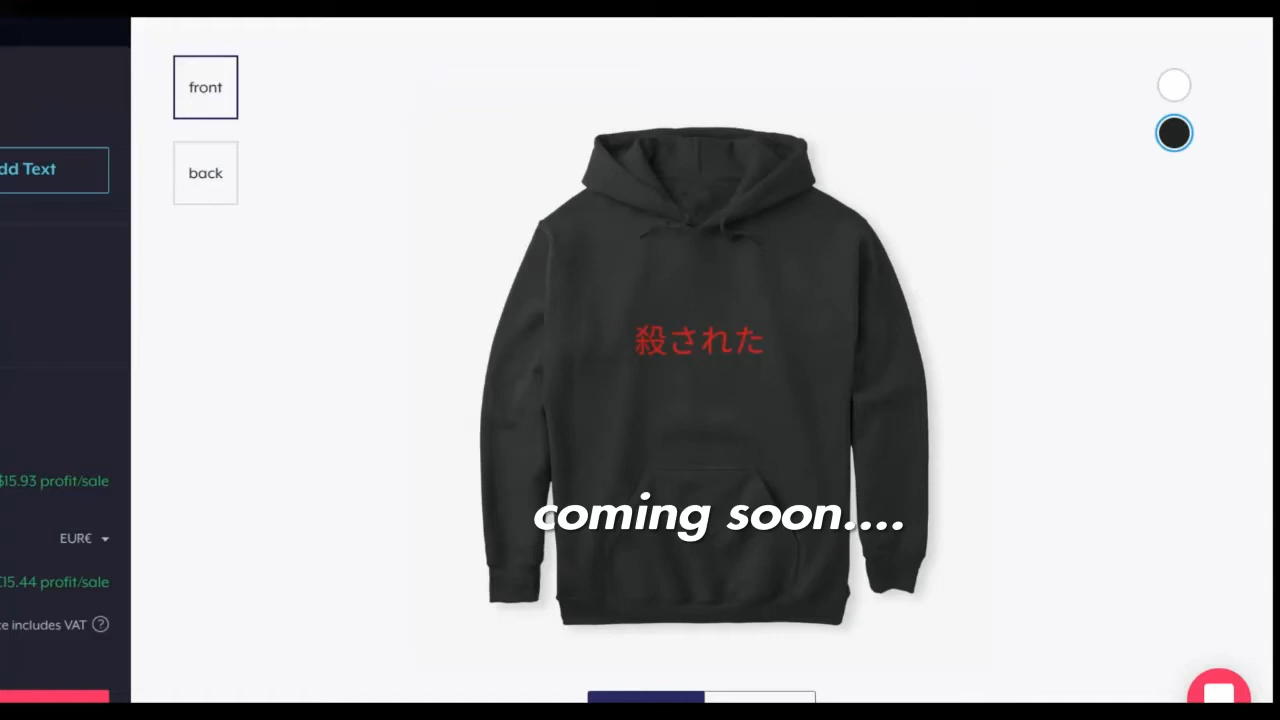 front
back
dd Text
殺された
$15.93 profit/sale
coming soon....
EUR€
15.44 profit/sale
e includes VAT ?